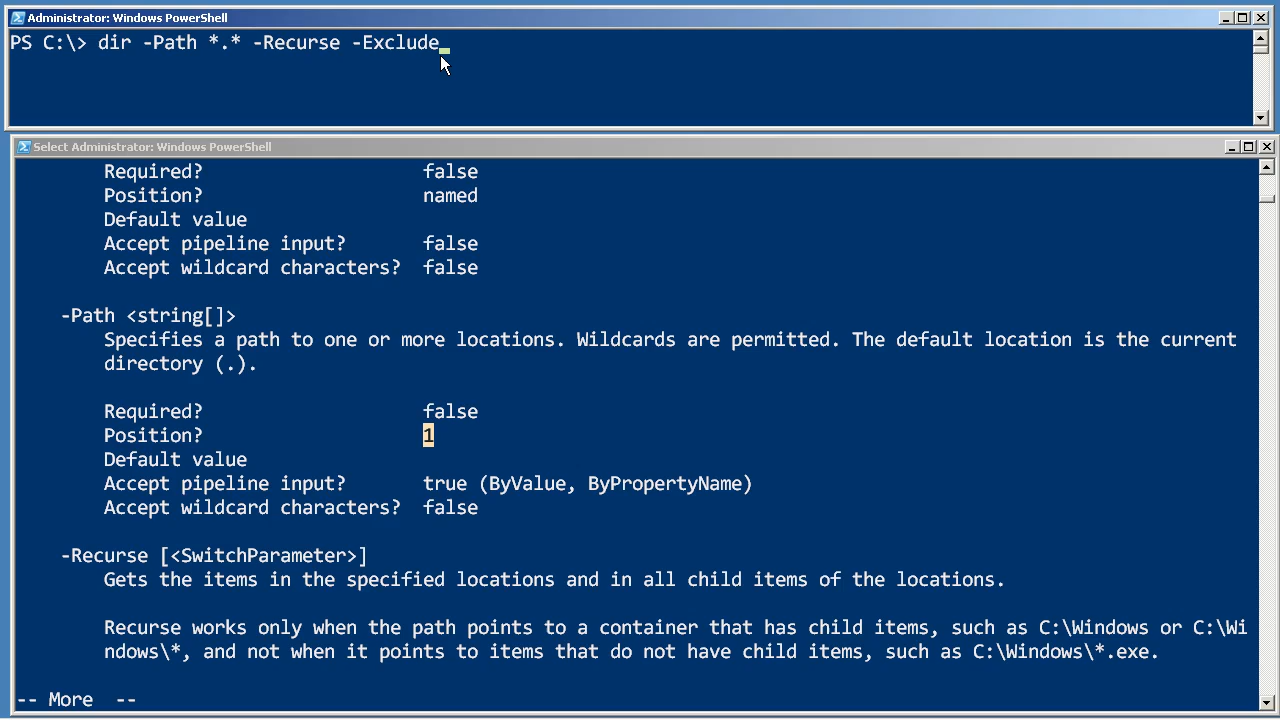 Administrator: Windows PowerShell
PS C:\> dir -Path *.* -Recurse -Exclude
Select Administrator: Windows PowerShell
Required? false
Position? named
Default value
Accept pipeline input? false
Accept wildcard characters? false
-Path <string[]>
Specifies a path to one or more locations. Wildcards are permitted. The default location is the current
directory (.).
Required? false
Position? 1
Default value
Accept pipeline input? true (ByValue, ByPropertyName)
Accept wildcard characters? false
-Recurse [<SwitchParameter>]
Gets the items in the specified locations and in all child items of the locations.
Recurse works only when the path points to a container that has child items, such as C:\Windows or C:\Wi
ndows\*, and not when it points to items that do not have child items, such as C:\Windows\*.exe.
-- More --